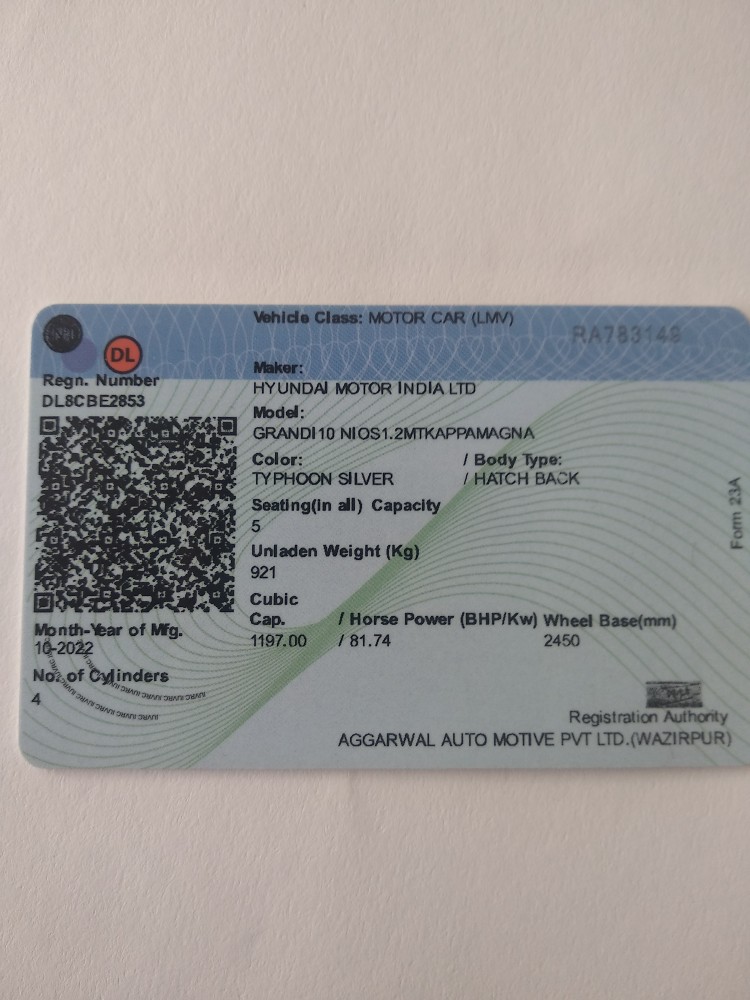 Vehicle Class: MOTOR CAR (LMV)
RA783149
DL
Regn. Number
DL8CBE2853
Maker:
HYUNDAI MOTOR INDIA LTD
Model:
GRANDI10 NIOS1.2MTKAPPAMAGNA
Color: / Body Type:
TYPHOON SILVER / HATCH BACK
Seating(in all) Capacity
5
Unladen Weight (Kg)
921
Cubic
Cap. / Horse Power (BHP/Kw) Wheel Base(mm)
1197.00 / 81.74 2450
Month-Year of Mfg.
10-2022
No. of Cylinders
4
Form 23A
Registration Authority
AGGARWAL AUTO MOTIVE PVT LTD.(WAZIRPUR)